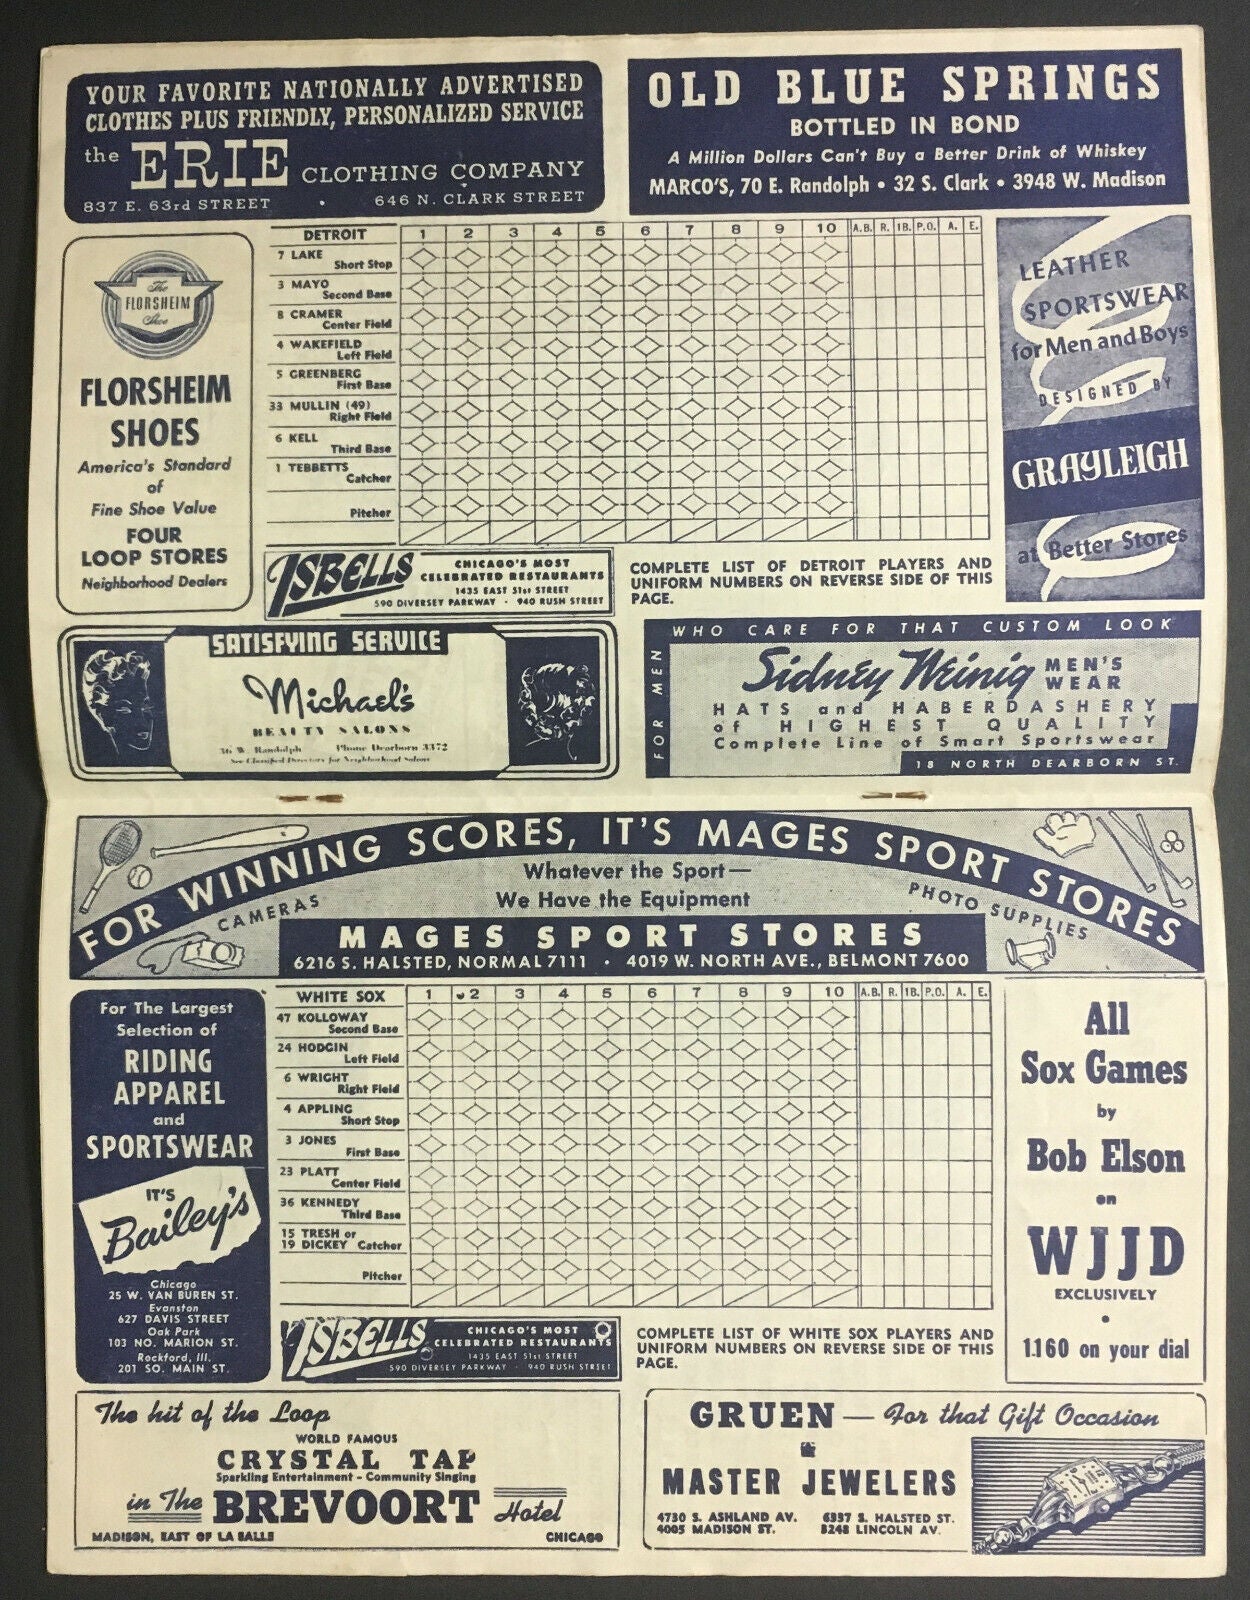 YOUR FAVORITE NATIONALLY ADVERTISED
CLOTHES PLUS FRIENDLY, PERSONALIZED SERVICE
the ERIE CLOTHING COMPANY
837 E. 63rd STREET • 646 N. CLARK STREET
OLD BLUE SPRINGS
BOTTLED IN BOND
A Million Dollars Can't Buy a Better Drink of Whiskey
MARCO'S, 70 E. Randolph • 32 S. Clark • 3948 W. Madison
The
FLORSHEIM
Shoe
FLORSHEIM
SHOES
America's Standard
of
Fine Shoe Value
FOUR
LOOP STORES
Neighborhood Dealers
DETROIT 1 2 3 4 5 6 7 8 9 10 A.B. R. 1B. P.O. A. E.
7 LAKE
Short Stop
3 MAYO
Second Base
8 CRAMER
Center Field
4 WAKEFIELD
Left Field
5 GREENBERG
First Base
33 MULLIN (49)
Right Field
6 KELL
Third Base
1 TEBBETTS
Catcher
Pitcher
LEATHER
SPORTSWEAR
for Men and Boys
DESIGNED BY
GRAYLEIGH
at Better Stores
ISBELLS
CHICAGO'S MOST
CELEBRATED RESTAURANTS
1435 EAST 51st STREET
590 DIVERSEY PARKWAY · 940 RUSH STREET
COMPLETE LIST OF DETROIT PLAYERS AND
UNIFORM NUMBERS ON REVERSE SIDE OF THIS
PAGE.
SATISFYING SERVICE
Michael's
BEAUTY SALONS
36 W. Randolph Phone Dearborn 3372
See Classified Directory for Neighborhood Salons
WHO CARE FOR THAT CUSTOM LOOK
FOR MEN
Sidney Weinig MEN'S
WEAR
HATS and HABERDASHERY
of HIGHEST QUALITY
Complete Line of Smart Sportswear
18 NORTH DEARBORN ST.
FOR WINNING SCORES, IT'S MAGES SPORT STORES
Whatever the Sport—
We Have the Equipment
CAMERAS
PHOTO SUPPLIES
MAGES SPORT STORES
6216 S. HALSTED, NORMAL 7111 • 4019 W. NORTH AVE., BELMONT 7600
For The Largest
Selection of
RIDING
APPAREL
and
SPORTSWEAR
IT'S
Bailey's
Chicago
25 W. VAN BUREN ST.
Evanston
627 DAVIS STREET
Oak Park
103 NO. MARION ST.
Rockford, Ill.
201 SO. MAIN ST.
WHITE SOX 1 2 3 4 5 6 7 8 9 10 A.B. R. 1B. P.O. A. E.
47 KOLLOWAY
Second Base
24 HODGIN
Left Field
6 WRIGHT
Right Field
4 APPLING
Short Stop
3 JONES
First Base
23 PLATT
Center Field
36 KENNEDY
Third Base
15 TRESH or
19 DICKEY Catcher
Pitcher
All
Sox Games
by
Bob Elson
on
WJJD
EXCLUSIVELY
•
1160 on your dial
ISBELLS
CHICAGO'S MOST
CELEBRATED RESTAURANTS
1435 EAST 51st STREET
590 DIVERSEY PARKWAY · 940 RUSH STREET
COMPLETE LIST OF WHITE SOX PLAYERS AND
UNIFORM NUMBERS ON REVERSE SIDE OF THIS
PAGE.
The hit of the Loop
WORLD FAMOUS
CRYSTAL TAP
Sparkling Entertainment - Community Singing
in The BREVOORT Hotel
MADISON, EAST OF LA SALLE CHICAGO
GRUEN — For that Gift Occasion
MASTER JEWELERS
4730 S. ASHLAND AV. 6337 S. HALSTED ST.
4005 MADISON ST. 3248 LINCOLN AV.